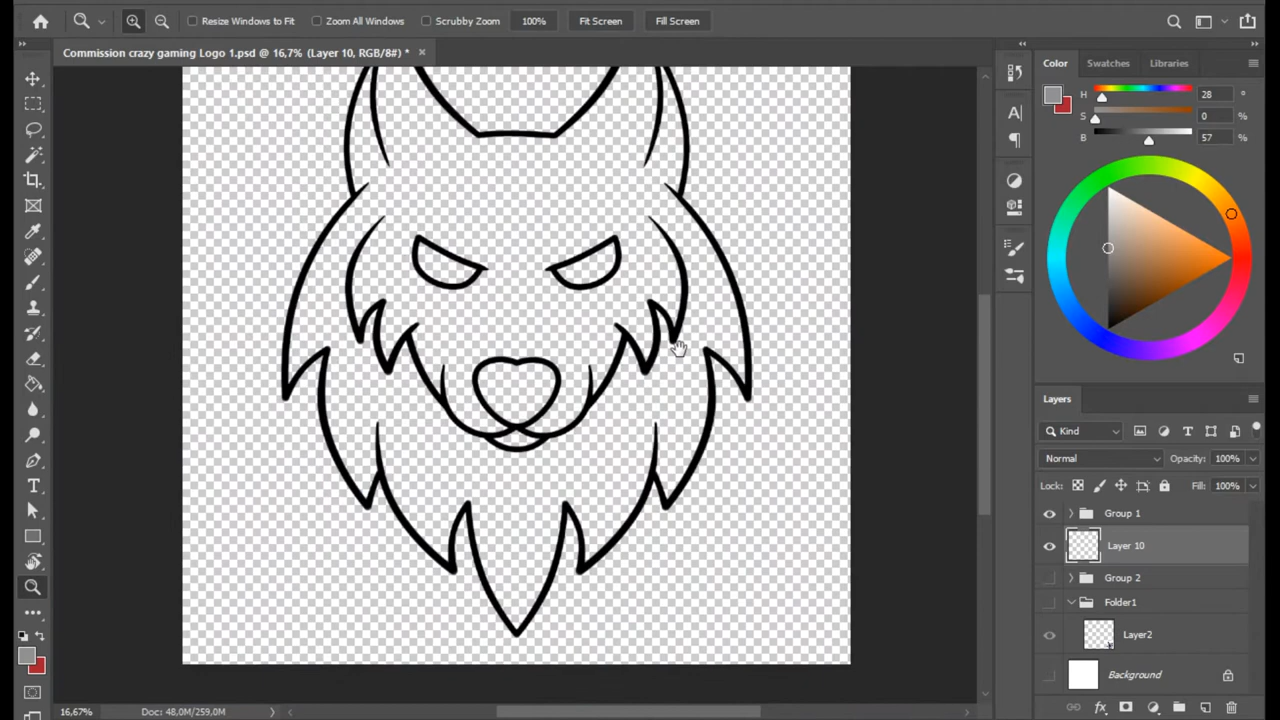 Resize Windows to Fit Zoom All Windows Scrubby Zoom 100% Fit Screen Fill Screen
Commission crazy gaming Logo 1.psd @ 16,7% (Layer 10, RGB/8#) * ×
Color Swatches Libraries
H 28 °
S 0 %
B 57 %
Layers
Kind
Normal Opacity: 100%
Lock: Fill: 100%
Group 1
Layer 10
Group 2
Folder1
Layer2
Background
16,67% Doc: 48,0M/259,0M